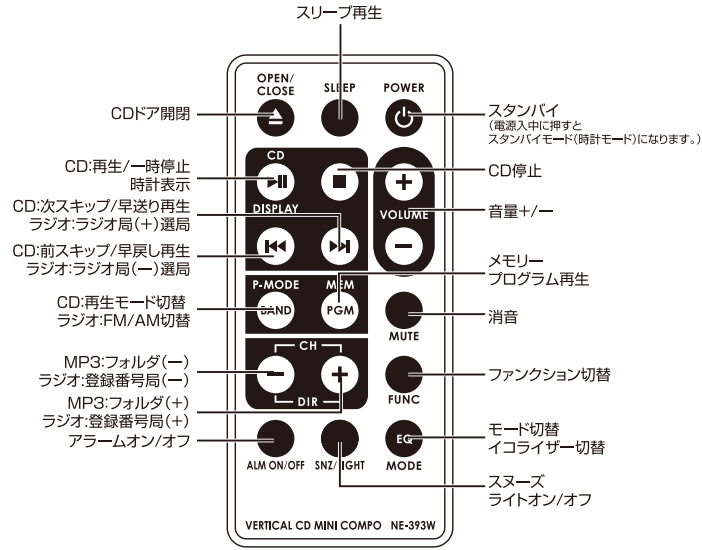 スリープ再生
OPEN/
CLOSE
SLEEP
POWER
CDドア開閉
スタンバイ
(電源入中に押すと
スタンバイモード(時計モード)になります。)
CD
CD:再生/一時停止
時計表示
CD停止
DISPLAY
VOLUME
音量+/−
CD:次スキップ/早送り再生
ラジオ:ラジオ局(+)選局
CD:前スキップ/早戻し再生
ラジオ:ラジオ局(−)選局
メモリー
プログラム再生
P-MODE
MEM
BAND
PGM
CD:再生モード切替
ラジオ:FM/AM切替
消音
MUTE
CH
MP3:フォルダ(−)
ラジオ:登録番号局(−)
ファンクション切替
FUNC
DIR
MP3:フォルダ(+)
ラジオ:登録番号局(+)
アラームオン/オフ
EQ
モード切替
イコライザー切替
ALM ON/OFF
SNZ/LIGHT
MODE
スヌーズ
ライトオン/オフ
VERTICAL CD MINI COMPO NE-393W